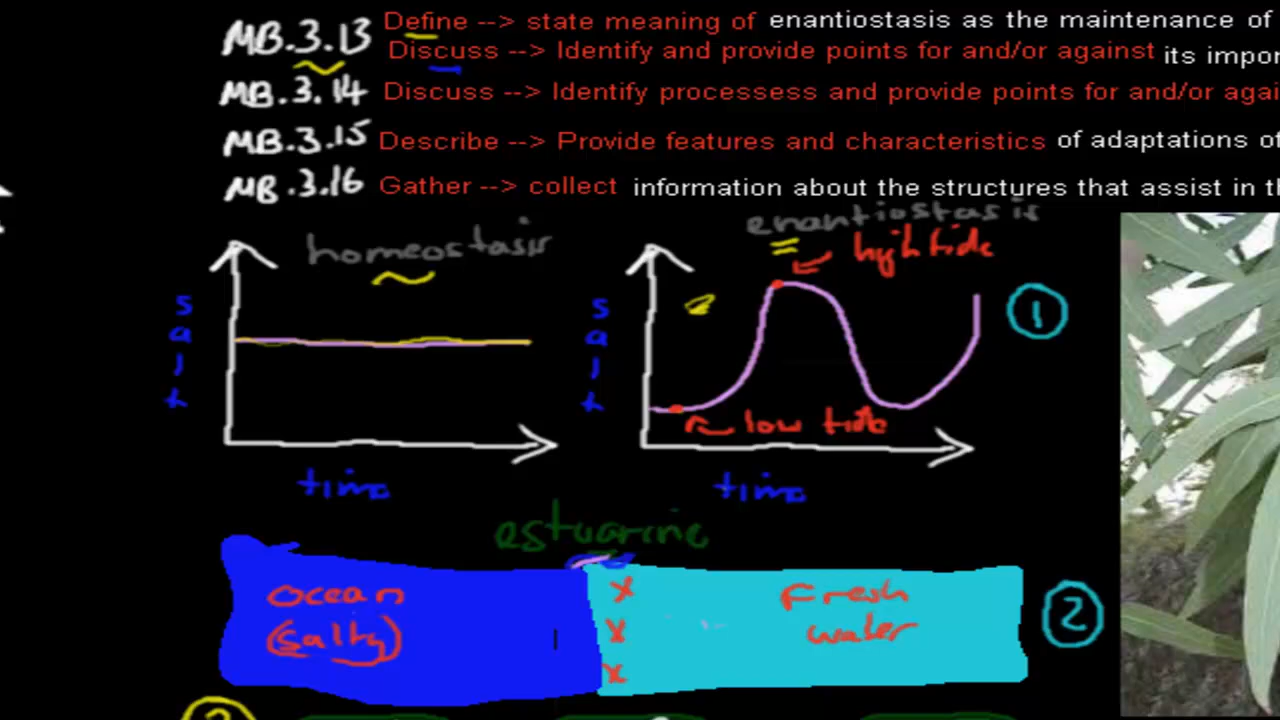 MB.3.13 Define --> state meaning of enantiostasis as the maintenance of
Discuss --> Identify and provide points for and/or against its impor
MB.3.14 Discuss --> Identify processess and provide points for and/or agai
MB.3.15 Describe --> Provide features and characteristics of adaptations of
MB.3.16 Gather --> collect information about the structures that assist in th
homeostasis
enantiostasis
high tide
salt
salt
1
low tide
time
time
estuarine
Ocean
(Salty)
x
x
x
Fresh
water
2